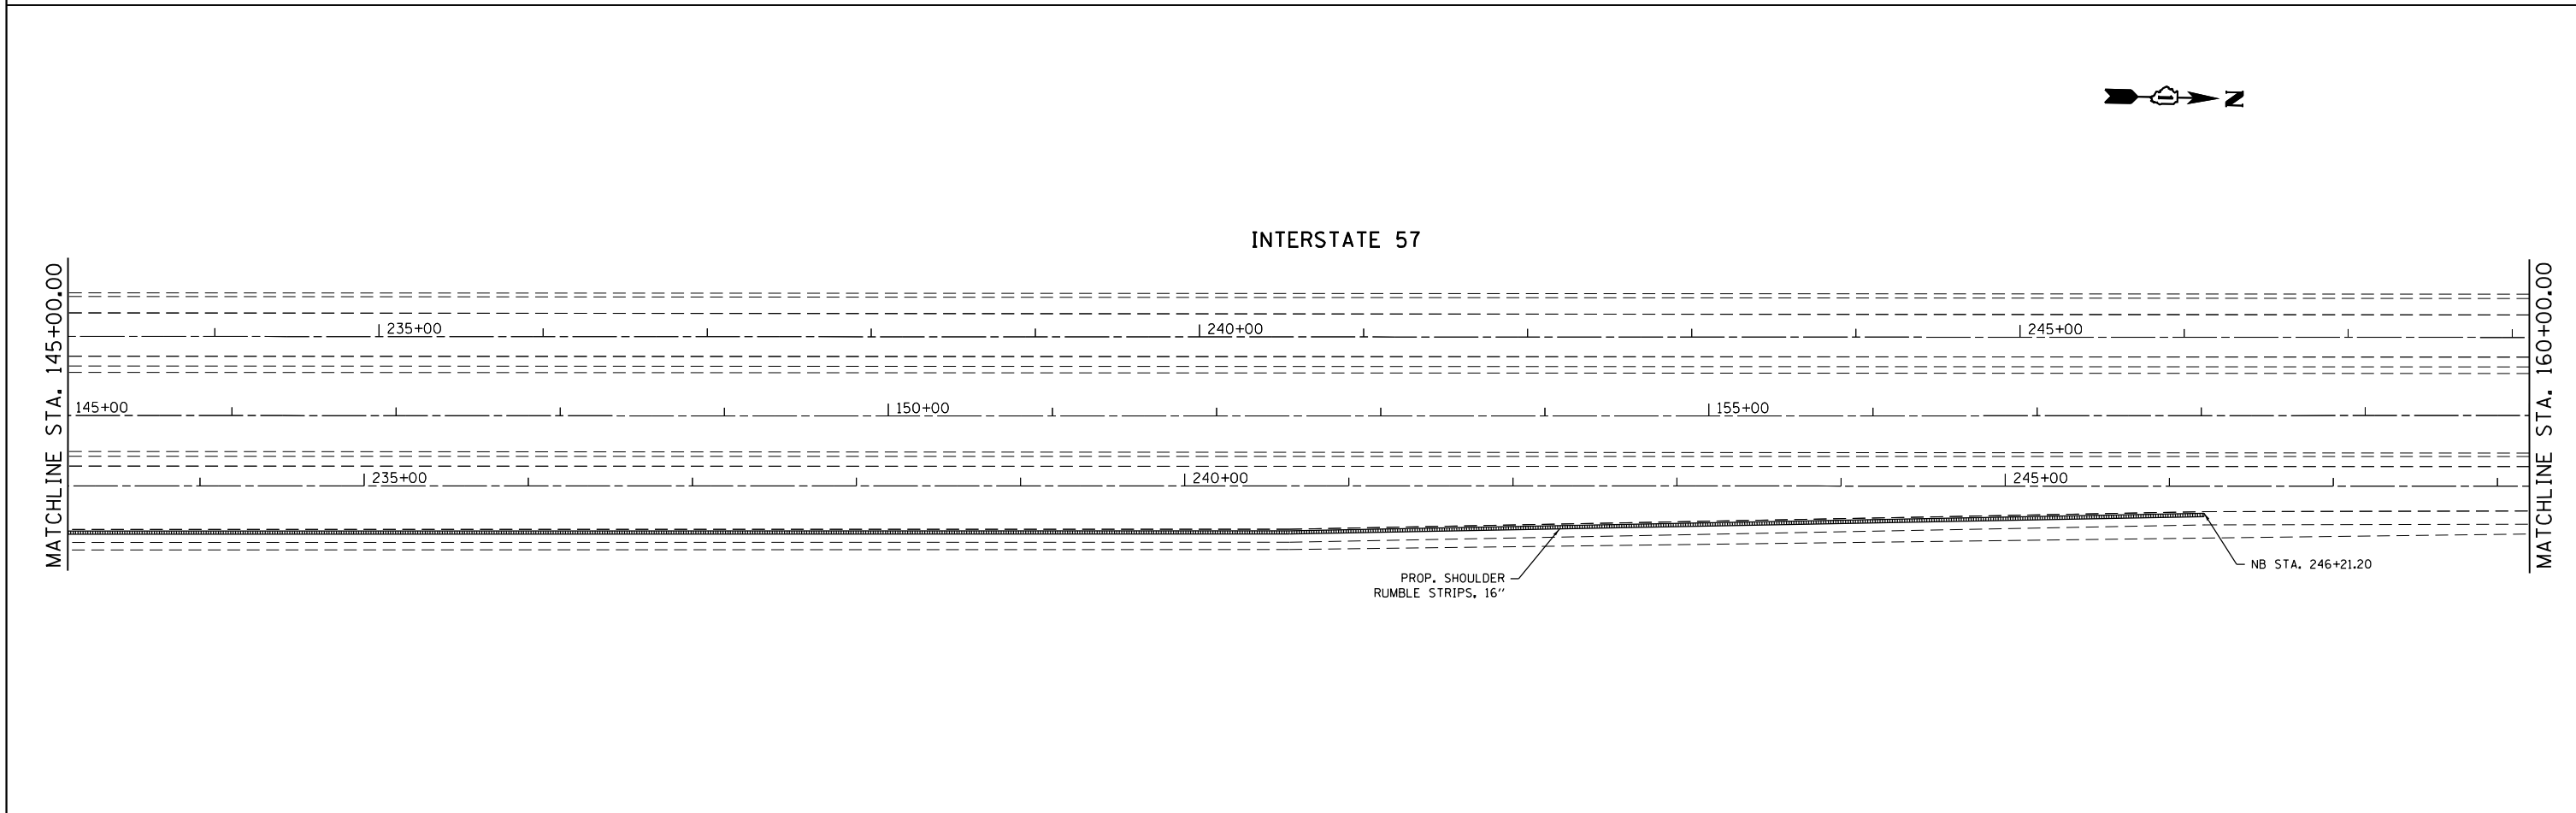 N
INTERSTATE 57
MATCHLINE STA. 145+00.00
MATCHLINE STA. 160+00.00
235+00
240+00
245+00
145+00
150+00
155+00
235+00
240+00
245+00
PROP. SHOULDER
RUMBLE STRIPS, 16"
NB STA. 246+21.20